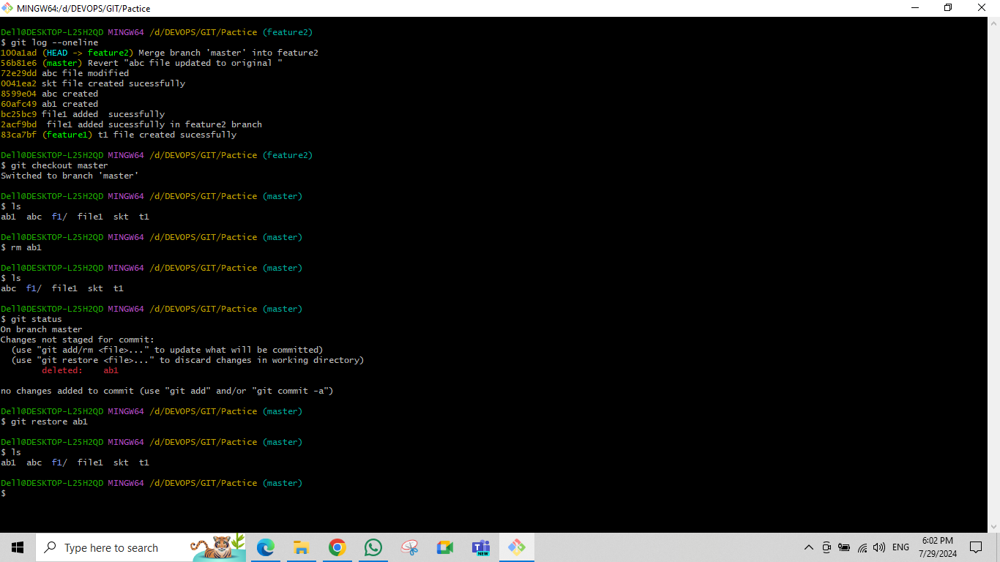 MINGW64:/d/DEVOPS/GIT/Pactice
Dell@DESKTOP-L25H2QD MINGW64 /d/DEVOPS/GIT/Pactice (feature2)
$ git log --oneline
100a1ad (HEAD -> feature2) Merge branch 'master' into feature2
56b81e6 (master) Revert "abc file updated to original "
72e29dd abc file modified
0041ea2 skt file created sucessfully
8599e04 abc created
60afc49 ab1 created
bc25bc9 file1 added  sucessfully
2acf9bd  file1 added sucessfully in feature2 branch
83ca7bf (feature1) t1 file created sucessfully
Dell@DESKTOP-L25H2QD MINGW64 /d/DEVOPS/GIT/Pactice (feature2)
$ git checkout master
Switched to branch 'master'
Dell@DESKTOP-L25H2QD MINGW64 /d/DEVOPS/GIT/Pactice (master)
$ ls
ab1  abc  f1/  file1  skt  t1
Dell@DESKTOP-L25H2QD MINGW64 /d/DEVOPS/GIT/Pactice (master)
$ rm ab1
Dell@DESKTOP-L25H2QD MINGW64 /d/DEVOPS/GIT/Pactice (master)
$ ls
abc  f1/  file1  skt  t1
Dell@DESKTOP-L25H2QD MINGW64 /d/DEVOPS/GIT/Pactice (master)
$ git status
On branch master
Changes not staged for commit:
  (use "git add/rm <file>..." to update what will be committed)
  (use "git restore <file>..." to discard changes in working directory)
        deleted:    ab1
no changes added to commit (use "git add" and/or "git commit -a")
Dell@DESKTOP-L25H2QD MINGW64 /d/DEVOPS/GIT/Pactice (master)
$ git restore ab1
Dell@DESKTOP-L25H2QD MINGW64 /d/DEVOPS/GIT/Pactice (master)
$ ls
ab1  abc  f1/  file1  skt  t1
Dell@DESKTOP-L25H2QD MINGW64 /d/DEVOPS/GIT/Pactice (master)
$
Type here to search
NEW
ENG
6:02 PM
7/29/2024